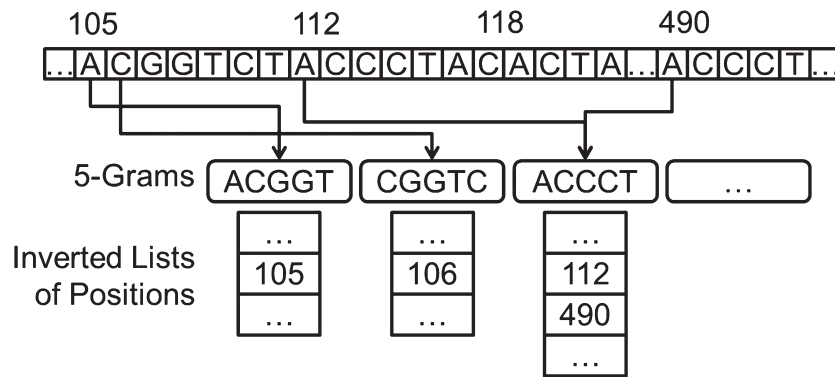 105 112 118 490
...ACGGTCTACCCTACACTA...ACCCT...
5-Grams ACGGT CGGTC ACCCT ...
... ... ...
Inverted Lists 105 106 112
of Positions ... ... 490
...